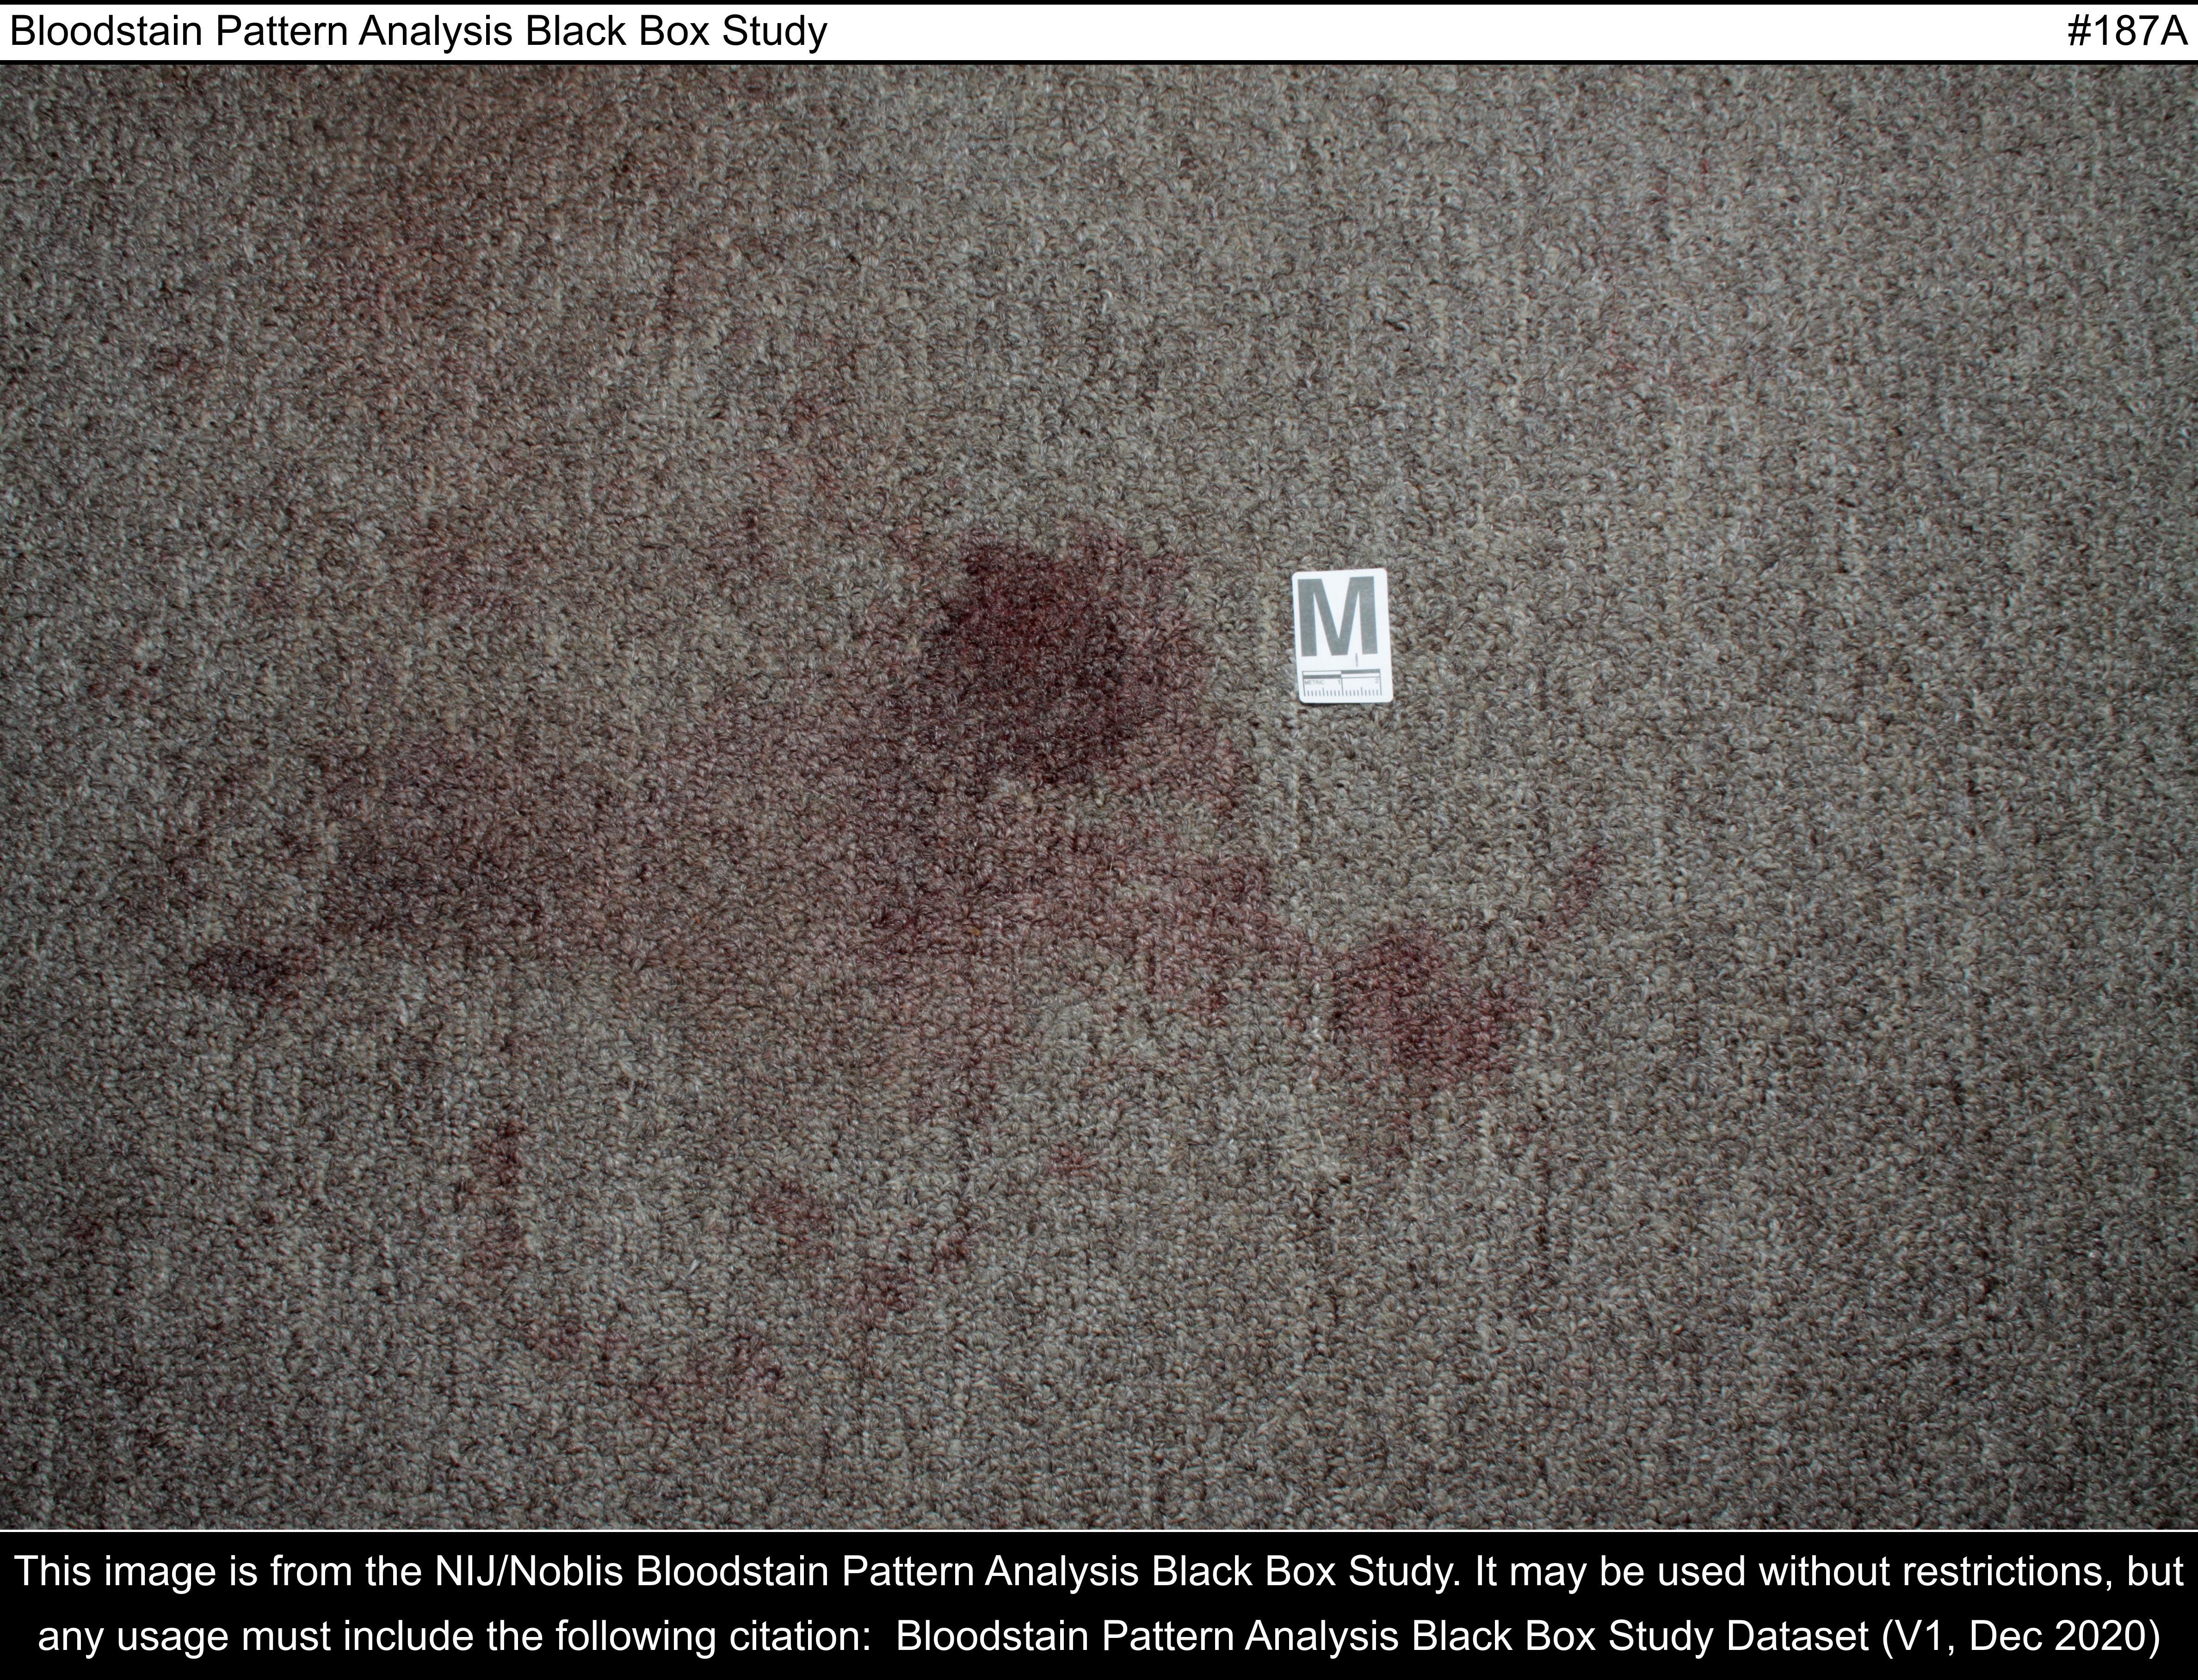 Bloodstain Pattern Analysis Black Box Study #187A
M
METRIC 1 2
This image is from the NIJ/Noblis Bloodstain Pattern Analysis Black Box Study. It may be used without restrictions, but
any usage must include the following citation: Bloodstain Pattern Analysis Black Box Study Dataset (V1, Dec 2020)